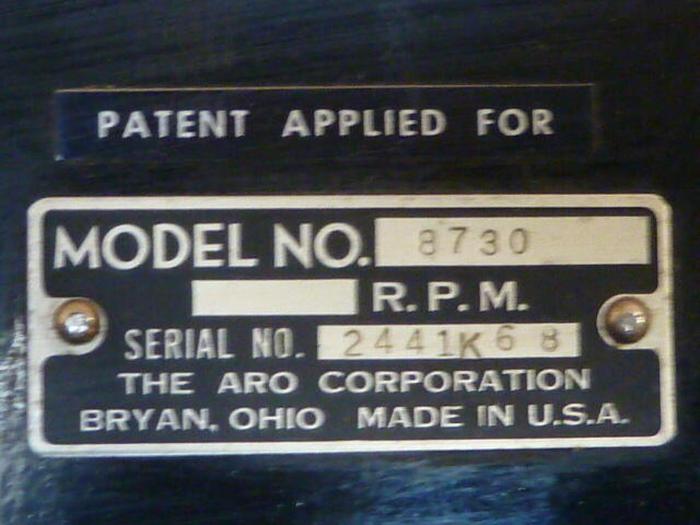 PATENT APPLIED FOR
MODEL NO. 8730
R.P.M.
SERIAL NO. 2441K68
THE ARO CORPORATION
BRYAN, OHIO MADE IN U.S.A.